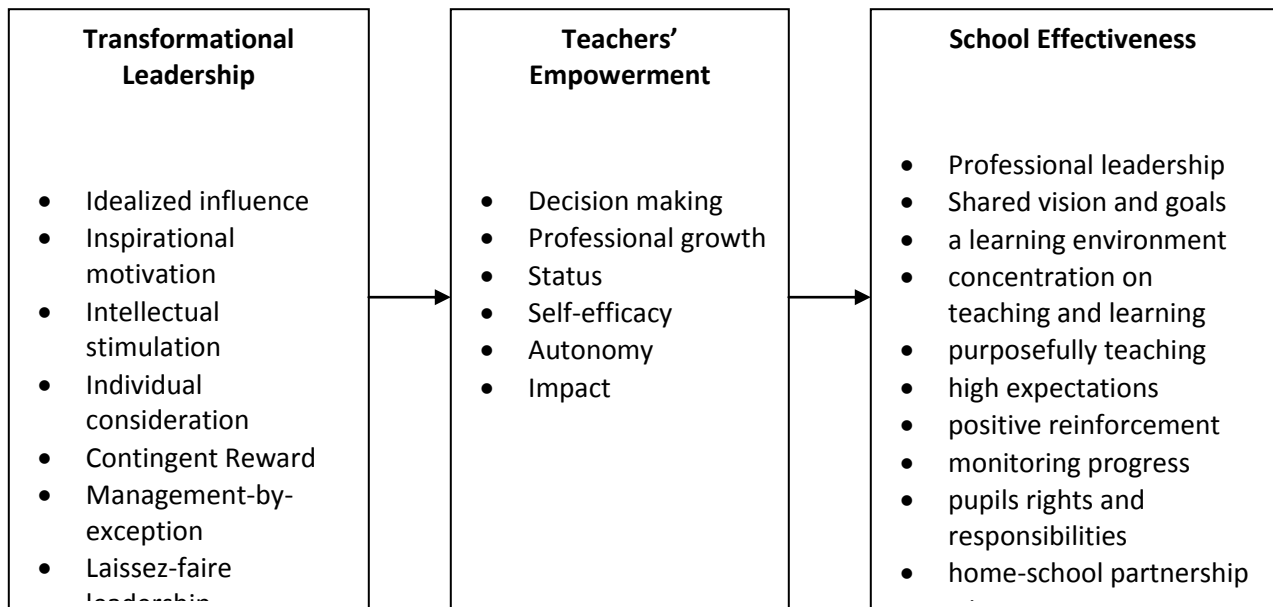 Transformational
Leadership
• Idealized influence
• Inspirational
motivation
• Intellectual
stimulation
• Individual
consideration
• Contingent Reward
• Management-by-
exception
• Laissez-faire
leadership
Teachers’
Empowerment
• Decision making
• Professional growth
• Status
• Self-efficacy
• Autonomy
• Impact
School Effectiveness
• Professional leadership
• Shared vision and goals
• a learning environment
• concentration on
teaching and learning
• purposefully teaching
• high expectations
• positive reinforcement
• monitoring progress
• pupils rights and
responsibilities
• home-school partnership